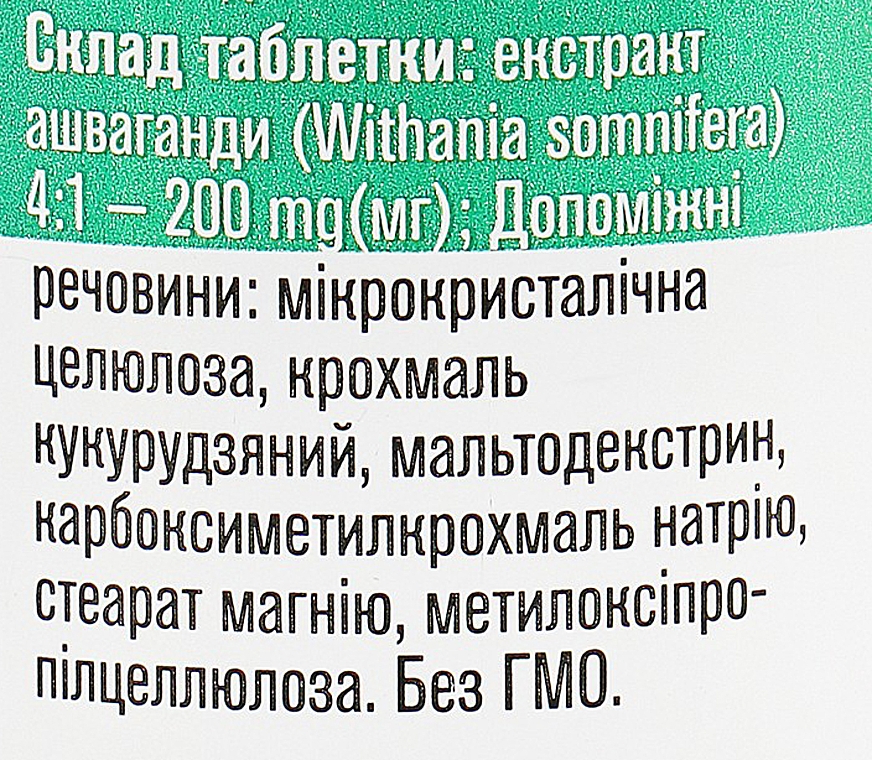 Склад таблетки: екстракт
ашваганди (Withania somnifera)
4:1 – 200 mg(мг); Допоміжні
речовини: мікрокристалічна
целюлоза, крохмаль
кукурудзяний, мальтодекстрин,
карбоксиметилкрохмаль натрію,
стеарат магнію, метилоксіпро-
пілцеллюлоза. Без ГМО.